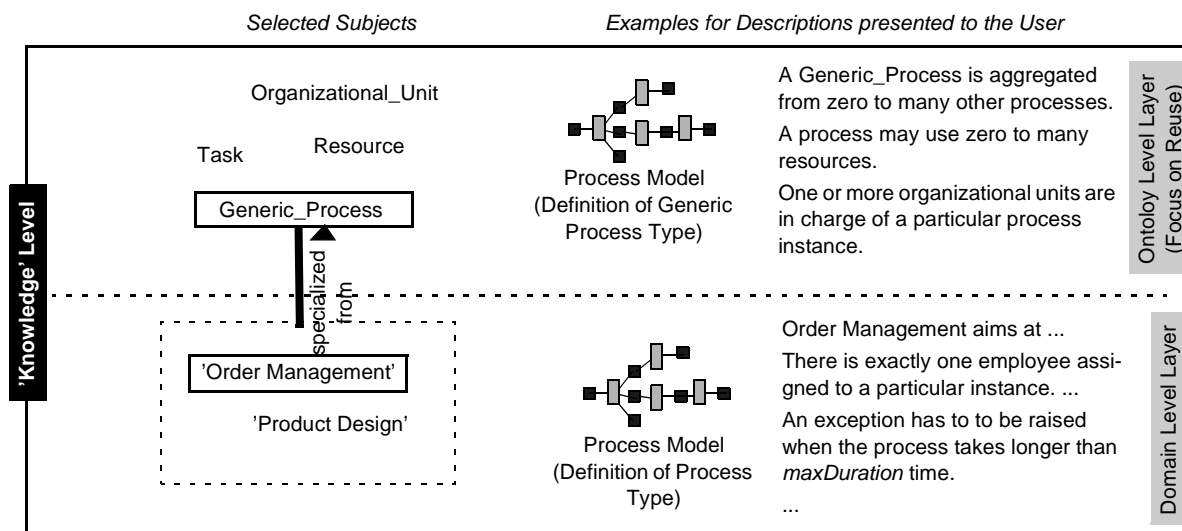 Selected Subjects
Examples for Descriptions presented to the User
Organizational_Unit
Task
Resource
Generic_Process
specialized
from
'Knowledge' Level
Process Model
(Definition of Generic
Process Type)
A Generic_Process is aggregated
from zero to many other processes.
A process may use zero to many
resources.
One or more organizational units are
in charge of a particular process
instance.
Ontoloy Level Layer
(Focus on Reuse)
’Order Management’
’Product Design’
Process Model
(Definition of Process
Type)
Order Management aims at ...
There is exactly one employee assig-
ned to a particular instance. ...
An exception has to to be raised
when the process takes longer than
maxDuration time.
...
Domain Level Layer